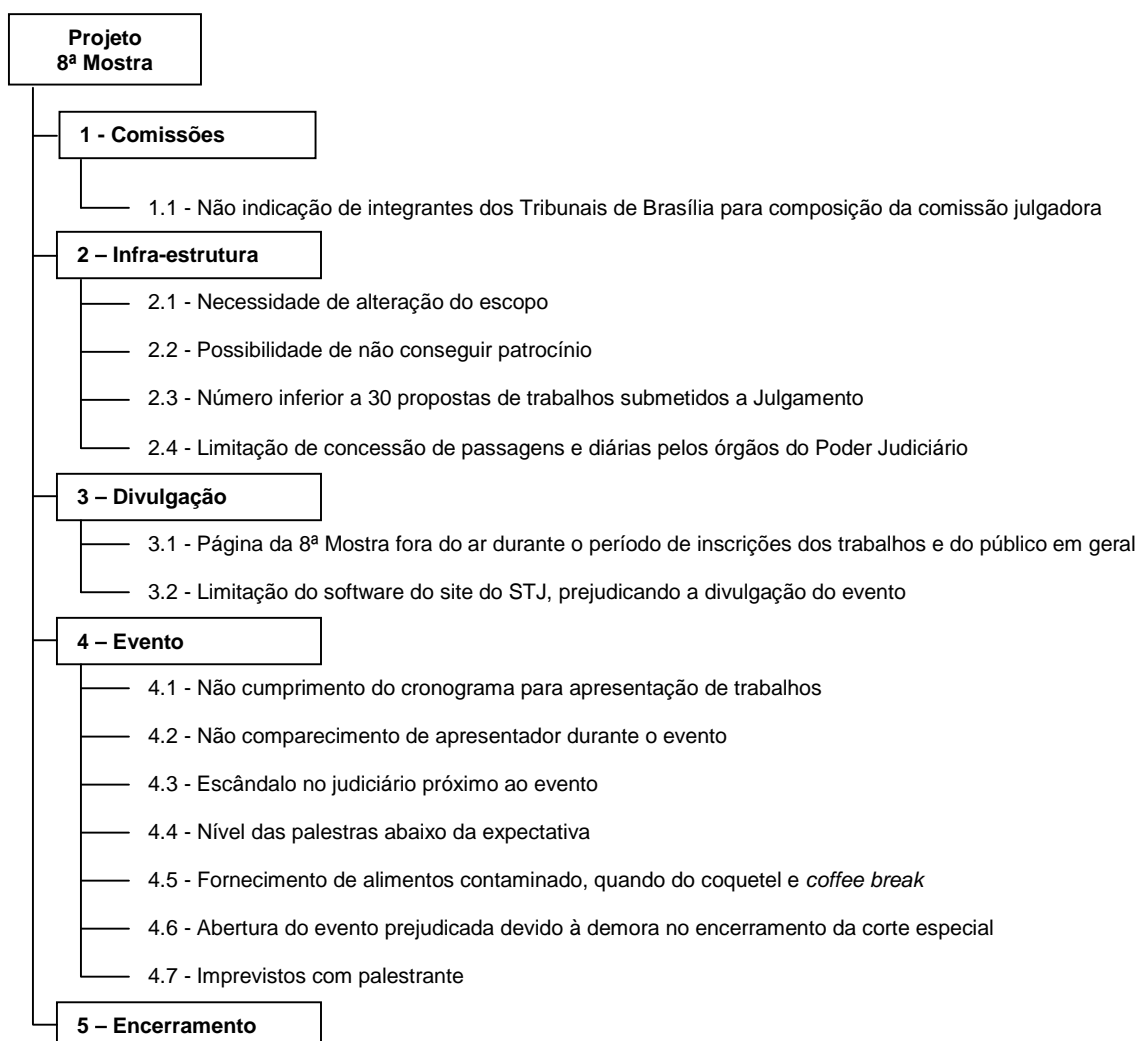 Projeto
8ª Mostra
1 - Comissões
1.1 - Não indicação de integrantes dos Tribunais de Brasília para composição da comissão julgadora
2 – Infra-estrutura
2.1 - Necessidade de alteração do escopo
2.2 - Possibilidade de não conseguir patrocínio
2.3 - Número inferior a 30 propostas de trabalhos submetidos a Julgamento
2.4 - Limitação de concessão de passagens e diárias pelos órgãos do Poder Judiciário
3 – Divulgação
3.1 - Página da 8ª Mostra fora do ar durante o período de inscrições dos trabalhos e do público em geral
3.2 - Limitação do software do site do STJ, prejudicando a divulgação do evento
4 – Evento
4.1 - Não cumprimento do cronograma para apresentação de trabalhos
4.2 - Não comparecimento de apresentador durante o evento
4.3 - Escândalo no judiciário próximo ao evento
4.4 - Nível das palestras abaixo da expectativa
4.5 - Fornecimento de alimentos contaminado, quando do coquetel e coffee break
4.6 - Abertura do evento prejudicada devido à demora no encerramento da corte especial
4.7 - Imprevistos com palestrante
5 – Encerramento